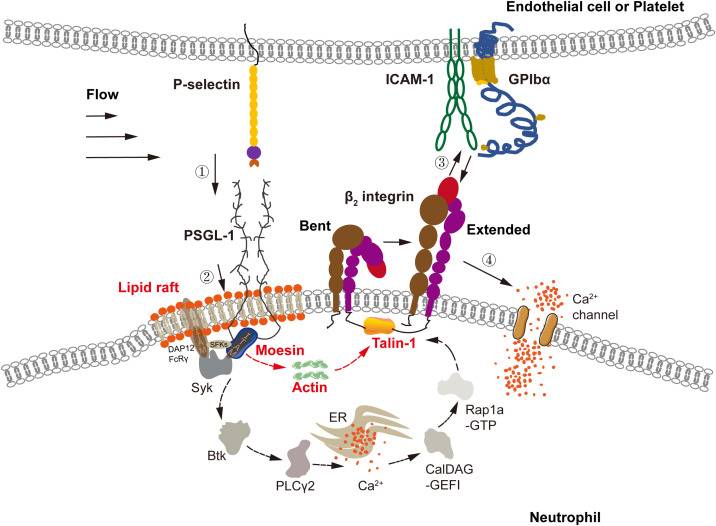 Endothelial cell or Platelet
P-selectin
ICAM-1
GPIbα
Flow
①
③
β2 integrin
PSGL-1
Bent
Extended
②
④
Lipid raft
Ca2+
channel
DAP12
FcRγ
SFKs
Moesin
Talin-1
Syk
Actin
ER
Rap1a
-GTP
Btk
CalDAG
-GEFI
PLCγ2
Ca2+
Neutrophil